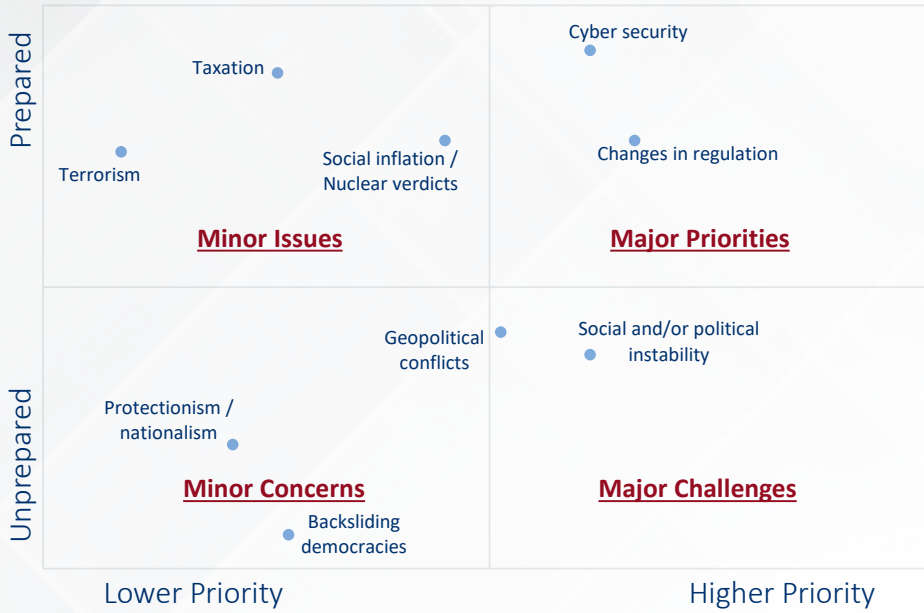 Prepared
Cyber security
Taxation
Terrorism
Social inflation /
Nuclear verdicts
Changes in regulation
Minor Issues
Major Priorities
Unprepared
Geopolitical
conflicts
Social and/or political
instability
Protectionism /
nationalism
Minor Concerns
Major Challenges
Backsliding
democracies
Lower Priority
Higher Priority